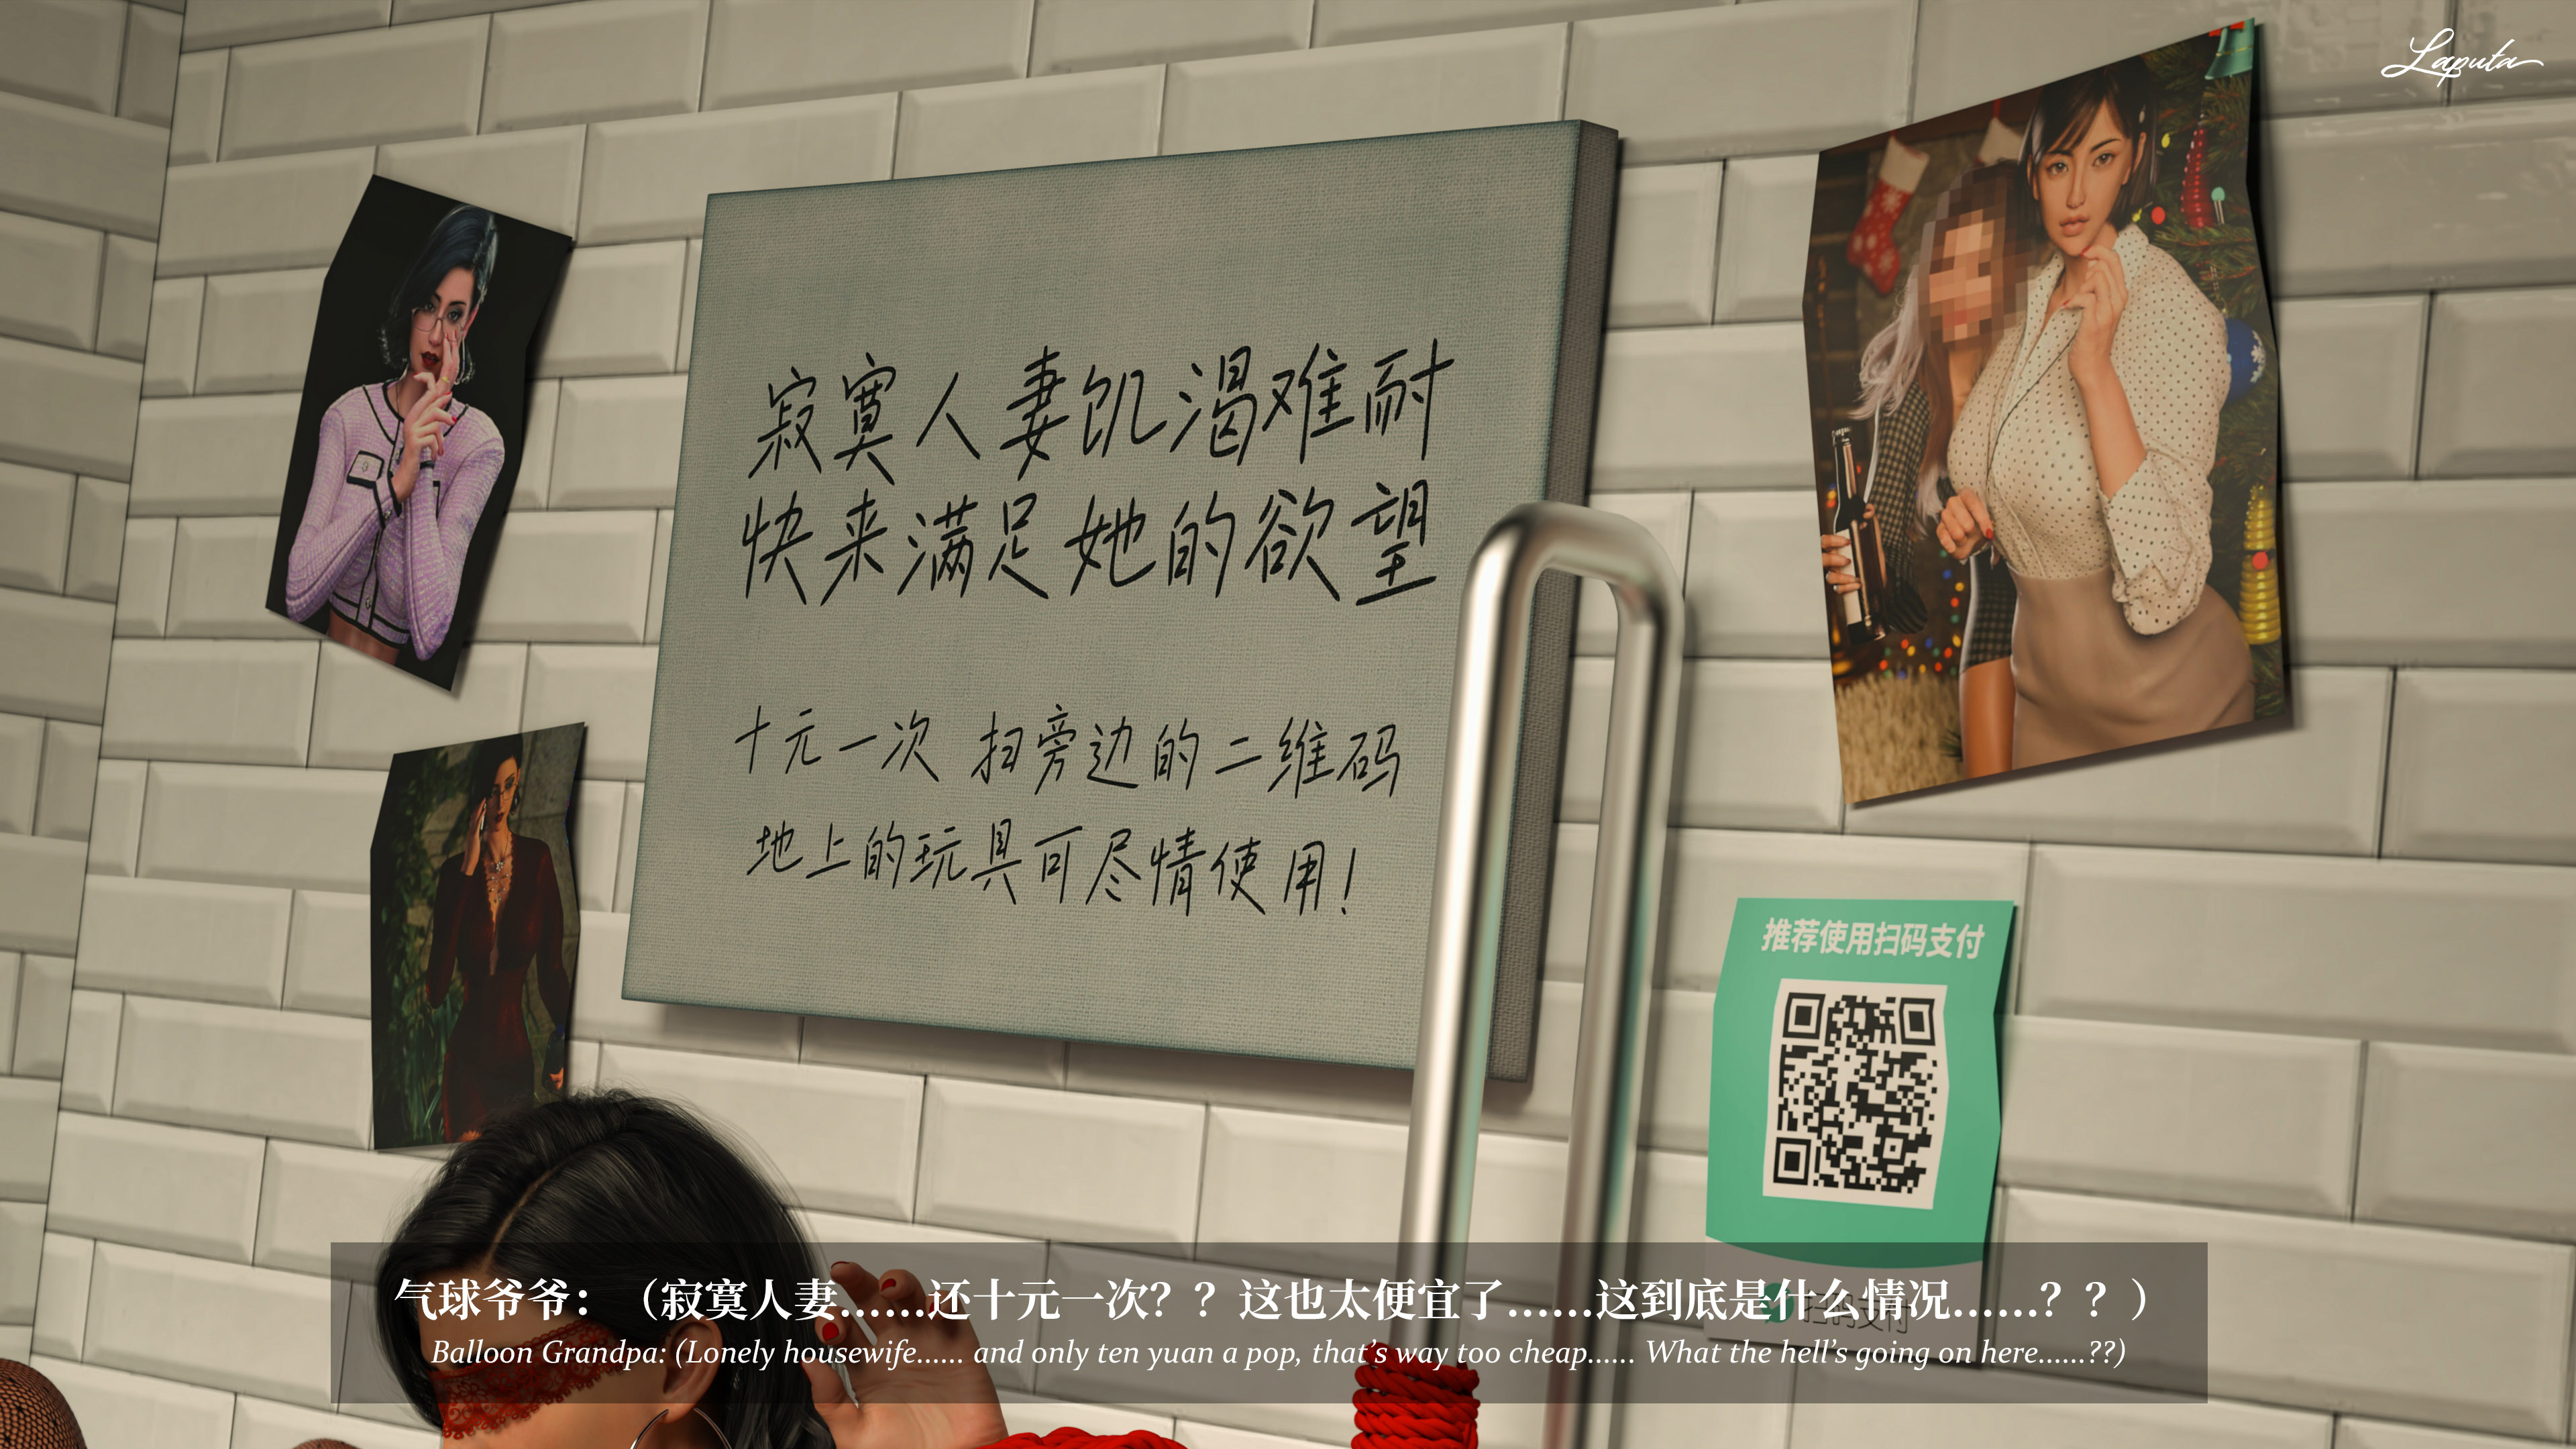 Laputa
寂寞人妻饥渴难耐
快来满足她的欲望
十元一次 扫旁边的二维码
地上的玩具可尽情使用！
推荐使用扫码支付
扫码支付
气球爷爷：（寂寞人妻……还十元一次？？这也太便宜了……这到底是什么情况……？？）
Balloon Grandpa: (Lonely housewife...... and only ten yuan a pop, that's way too cheap...... What the hell's going on here......??)